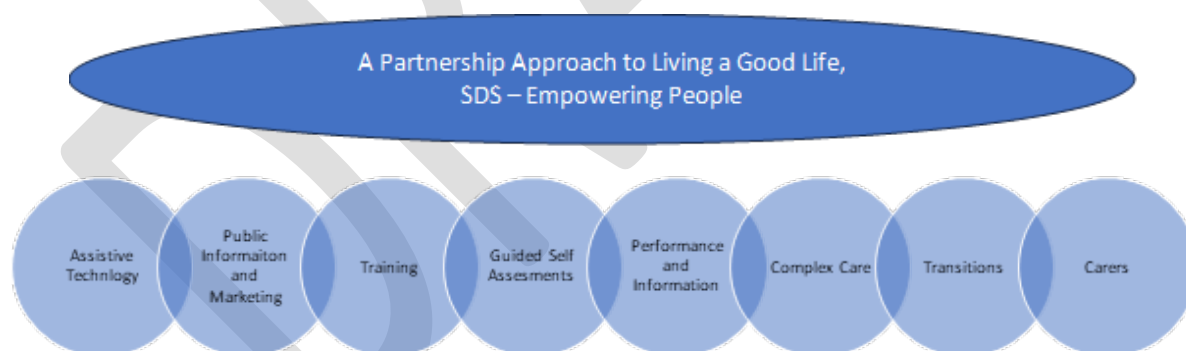 A Partnership Approach to Living a Good Life,
SDS – Empowering People
Assistive
Technlogy
Public
Informaiton
and
Marketing
Training
Guided Self
Assesments
Performance
and
Information
Complex Care
Transitions
Carers